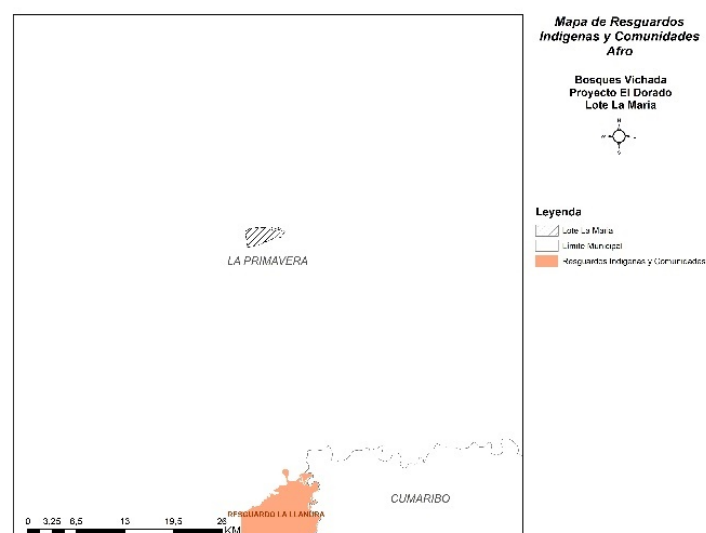 Mapa de Resguardos
Indigenas y Comunidades
Afro
Bosques Vichada
Proyecto El Dorado
Lote La Maria
N
S
Leyenda
Lote La Maria
Limite Municipal
Resguardos Indigenas y Comunidades
LA PRIMAVERA
CUMARIBO
RESGUARDO LA LLANURA
0 3,25 6,5 13 19,5 26
KM